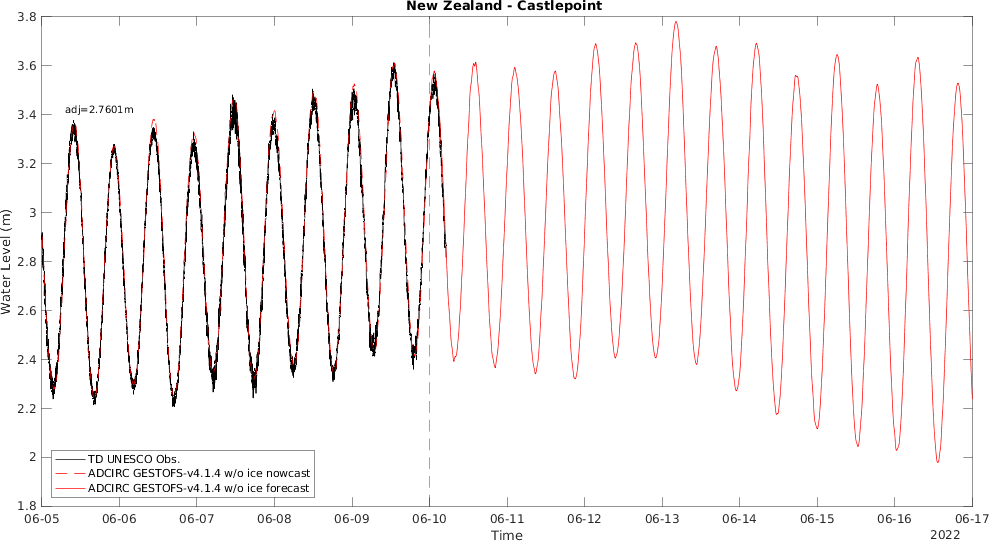 New Zealand - Castlepoint
3.8
3.6
3.4
3.2
3
2.8
2.6
2.4
2.2
2
1.8
Water Level (m)
adj=2.7601m
TD UNESCO Obs.
ADCIRC GESTOFS-v4.1.4 w/o ice nowcast
ADCIRC GESTOFS-v4.1.4 w/o ice forecast
06-05 06-06 06-07 06-08 06-09 06-10 06-11 06-12 06-13 06-14 06-15 06-16 06-17
Time
2022